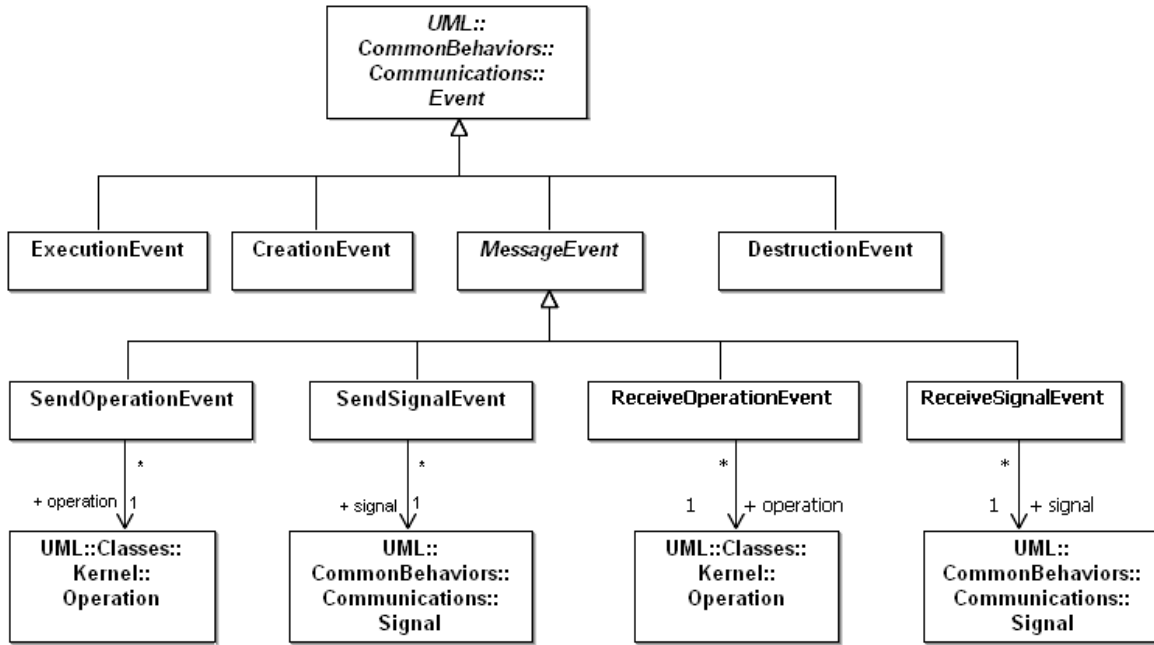 UML::
CommonBehaviors::
Communications::
Event
ExecutionEvent
CreationEvent
MessageEvent
DestructionEvent
SendOperationEvent
SendSignalEvent
ReceiveOperationEvent
ReceiveSignalEvent
*
*
*
*
+ operation 1
+ signal 1
1 + operation
1 + signal
UML::Classes::
Kernel::
Operation
UML::
CommonBehaviors::
Communications::
Signal
UML::Classes::
Kernel::
Operation
UML::
CommonBehaviors::
Communications::
Signal